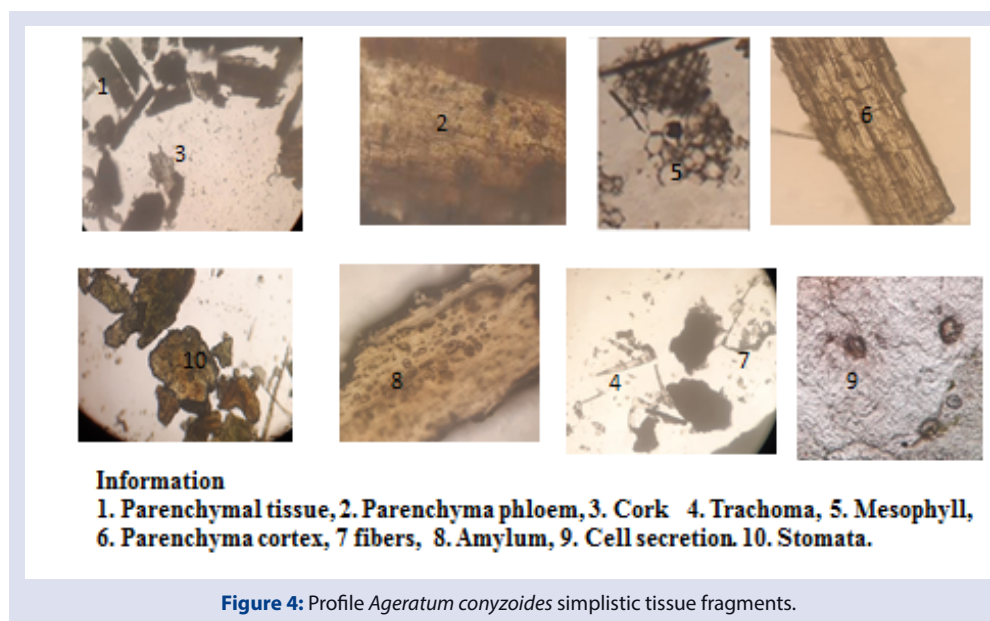 1
3
2
5
6
10
8
4
7
9
Information
1. Parenchymal tissue, 2. Parenchyma phloem, 3. Cork 4. Trachoma, 5. Mesophyll,
6. Parenchyma cortex, 7 fibers, 8. Amylum, 9. Cell secretion. 10. Stomata.
Figure 4: Profile Ageratum conyzoides simplistic tissue fragments.